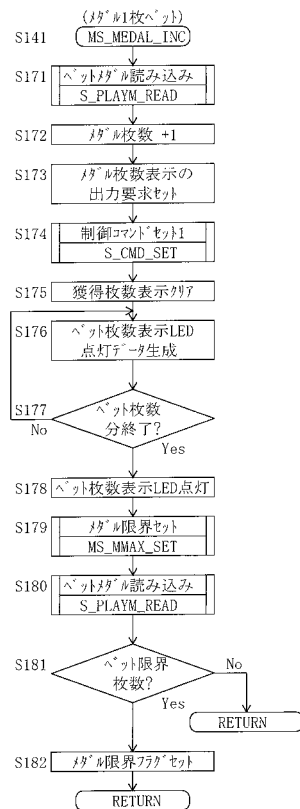 (ﾒﾀﾞﾙ1枚ﾍﾞｯﾄ)
S141 MS_MEDAL_INC
S171 ﾍﾞｯﾄﾒﾀﾞﾙ読み込み
S_PLAYM_READ
S172 ﾒﾀﾞﾙ枚数 +1
S173 ﾒﾀﾞﾙ枚数表示の
出力要求ｾｯﾄ
S174 制御ｺﾏﾝﾄﾞｾｯﾄ1
S_CMD_SET
S175 獲得枚数表示ｸﾘｱ
S176 ﾍﾞｯﾄ枚数表示LED
点灯ﾃﾞｰﾀ生成
S177 ﾍﾞｯﾄ枚数
分終了?
No
Yes
S178 ﾍﾞｯﾄ枚数表示LED点灯
S179 ﾒﾀﾞﾙ限界ｾｯﾄ
MS_MMAX_SET
S180 ﾍﾞｯﾄﾒﾀﾞﾙ読み込み
S_PLAYM_READ
S181 ﾍﾞｯﾄ限界
枚数?
No
Yes
RETURN
S182 ﾒﾀﾞﾙ限界ﾌﾗｸﾞｾｯﾄ
RETURN